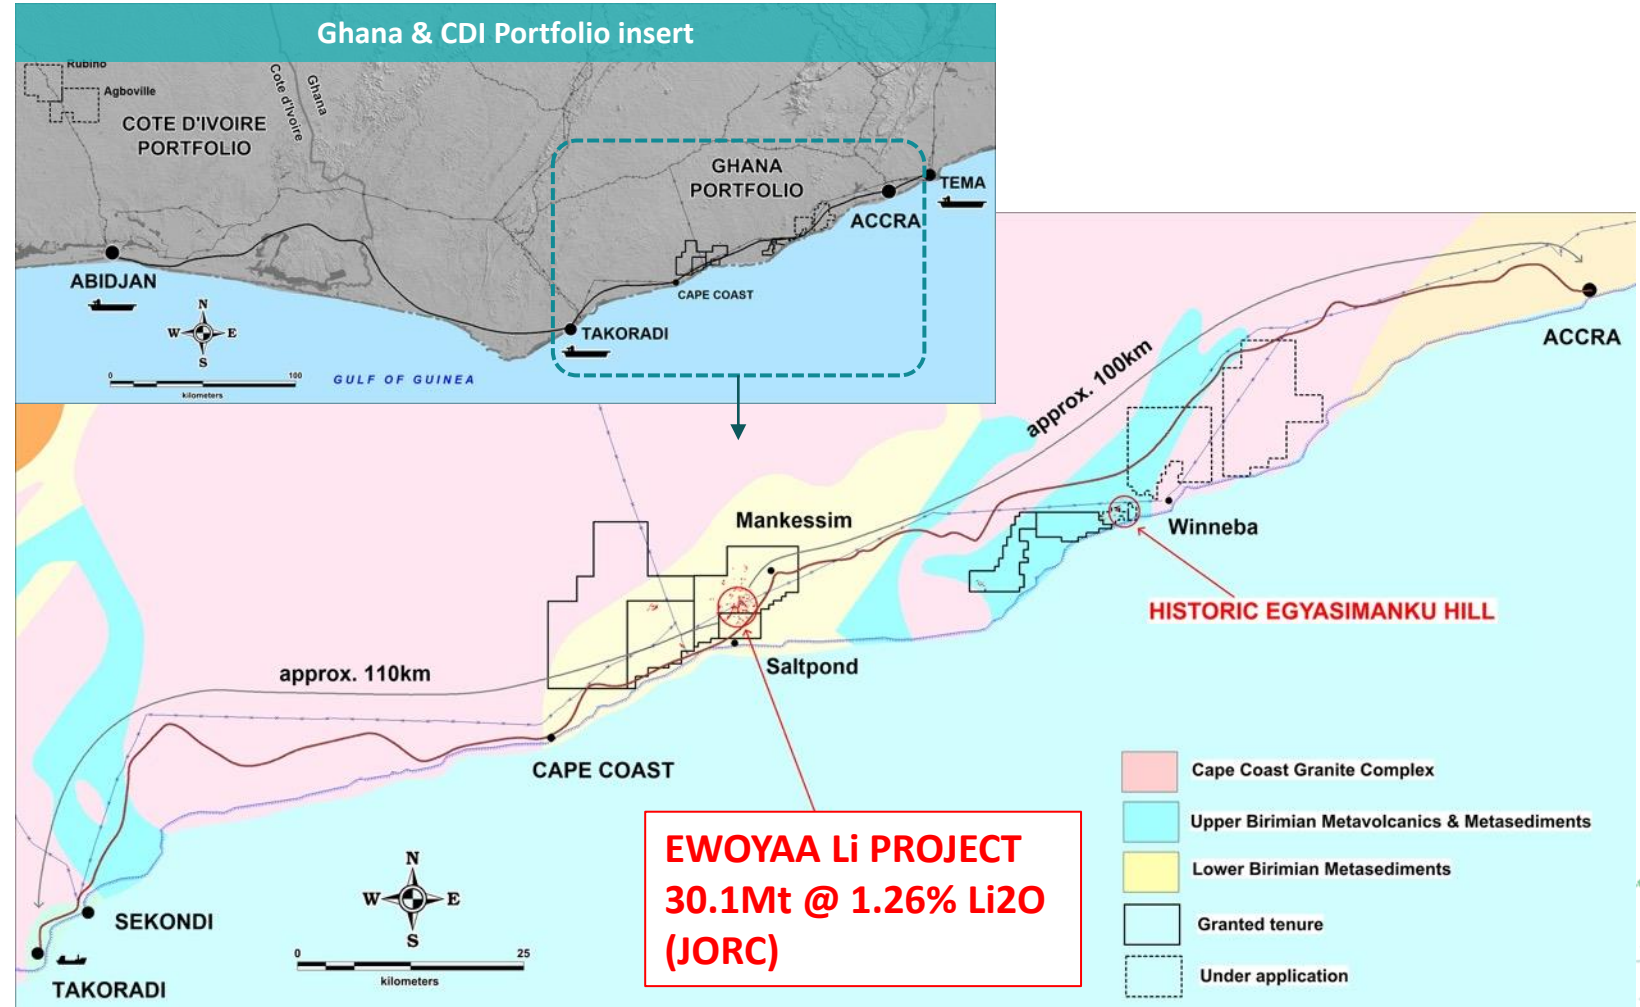 Ghana & CDI Portfolio insert
Rubino
Agboville
COTE D'IVOIRE
PORTFOLIO
Cote d'Ivoire
Ghana
GHANA
PORTFOLIO
TEMA
ACCRA
ABIDJAN
CAPE COAST
TAKORADI
N
W E
S
0 100
kilometers
GULF OF GUINEA
ACCRA
approx. 100km
Mankessim
Winneba
HISTORIC EGYASIMANKU HILL
Saltpond
approx. 110km
CAPE COAST
Cape Coast Granite Complex
Upper Birimian Metavolcanics & Metasediments
Lower Birimian Metasediments
Granted tenure
Under application
EWOYAA Li PROJECT
30.1Mt @ 1.26% Li2O
(JORC)
N
W E
S
SEKONDI
0 25
kilometers
TAKORADI